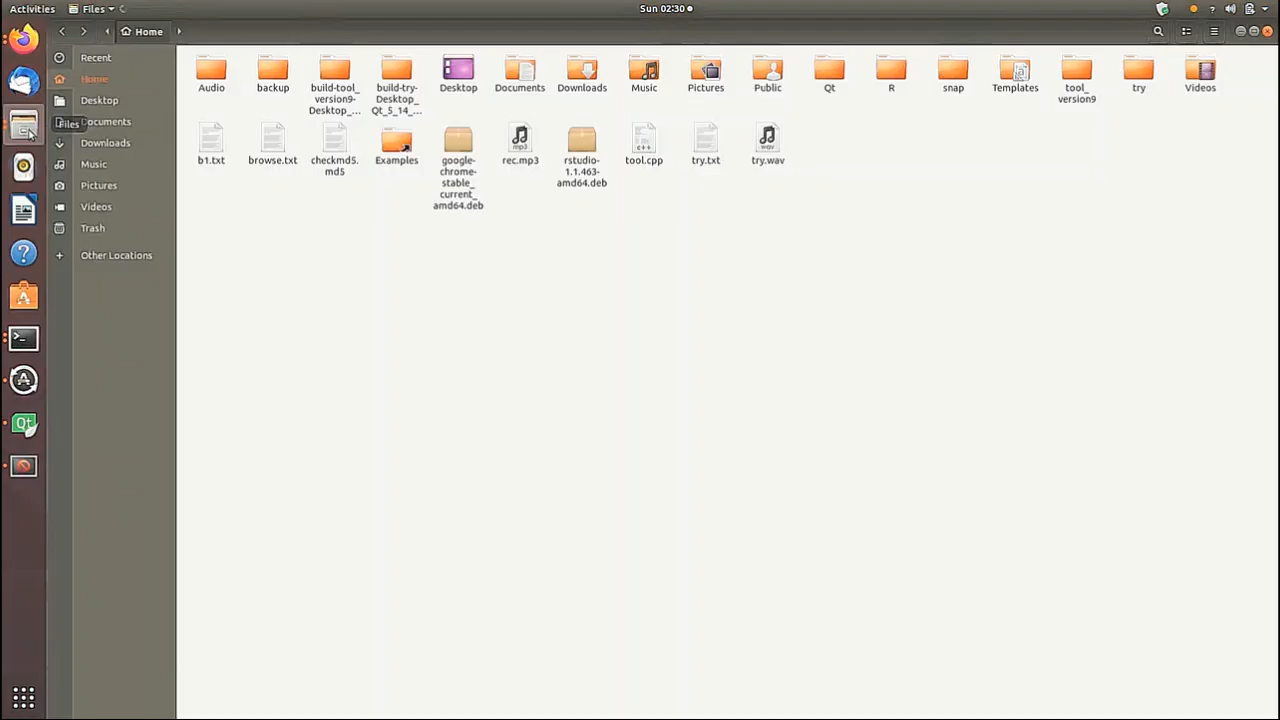 Activities
Files
Sun 02:30
Home
Recent
Home
Desktop
Files
Documents
Downloads
Music
Pictures
Videos
Trash
Other Locations
Audio
backup
build-tool_
version9-
Desktop_...
build-try-
Desktop_
Qt_5_14_...
Desktop
Documents
Downloads
Music
Pictures
Public
Qt
R
snap
Templates
tool_
version9
try
Videos
b1.txt
browse.txt
checkmd5.
md5
Examples
google-
chrome-
stable_
current_
amd64.deb
mp3
rec.mp3
rstudio-
1.1.463-
amd64.deb
c++
tool.cpp
try.txt
wav
try.wav